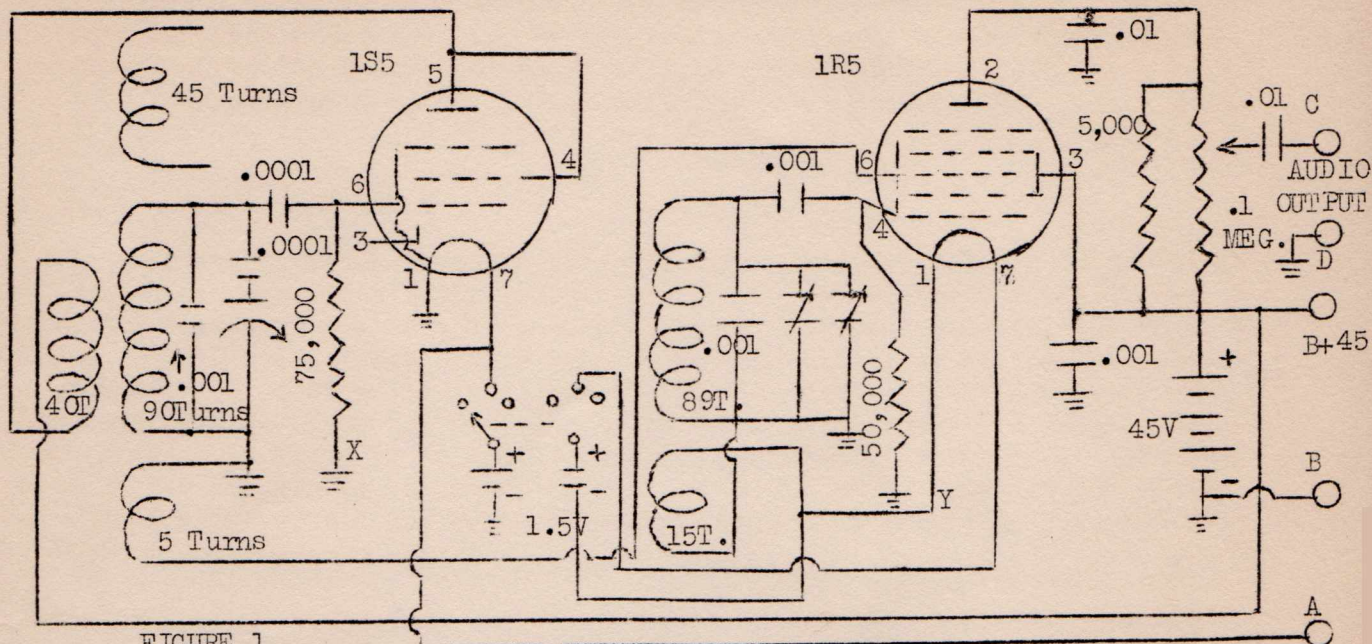 1S5
1R5
5
2
.01
45 Turns
.0001
6
4
3
1
7
.0001
.001
6
4
3
1
7
5,000
.01
C
AUDIO
OUTPUT
.1
MEG.
D
B+45
.001
75,000
.001
40T
90Turns
X
89T.
.001
50,000
45V
+
-
B
+
-
+
-
1.5V
5 Turns
15T.
Y
A
FIGURE 1